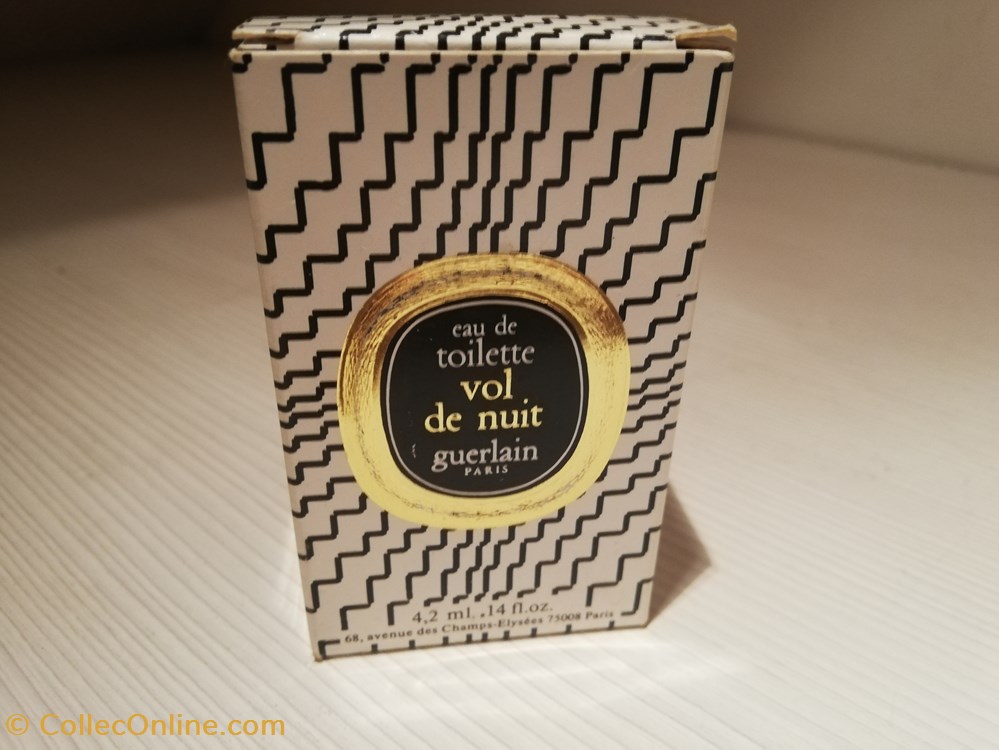 eau de
toilette
vol
de nuit
guerlain
PARIS
4,2 ml. .14 fl.oz.
68, avenue des Champs-Elysées 75008 Paris
© CollecOnline.com